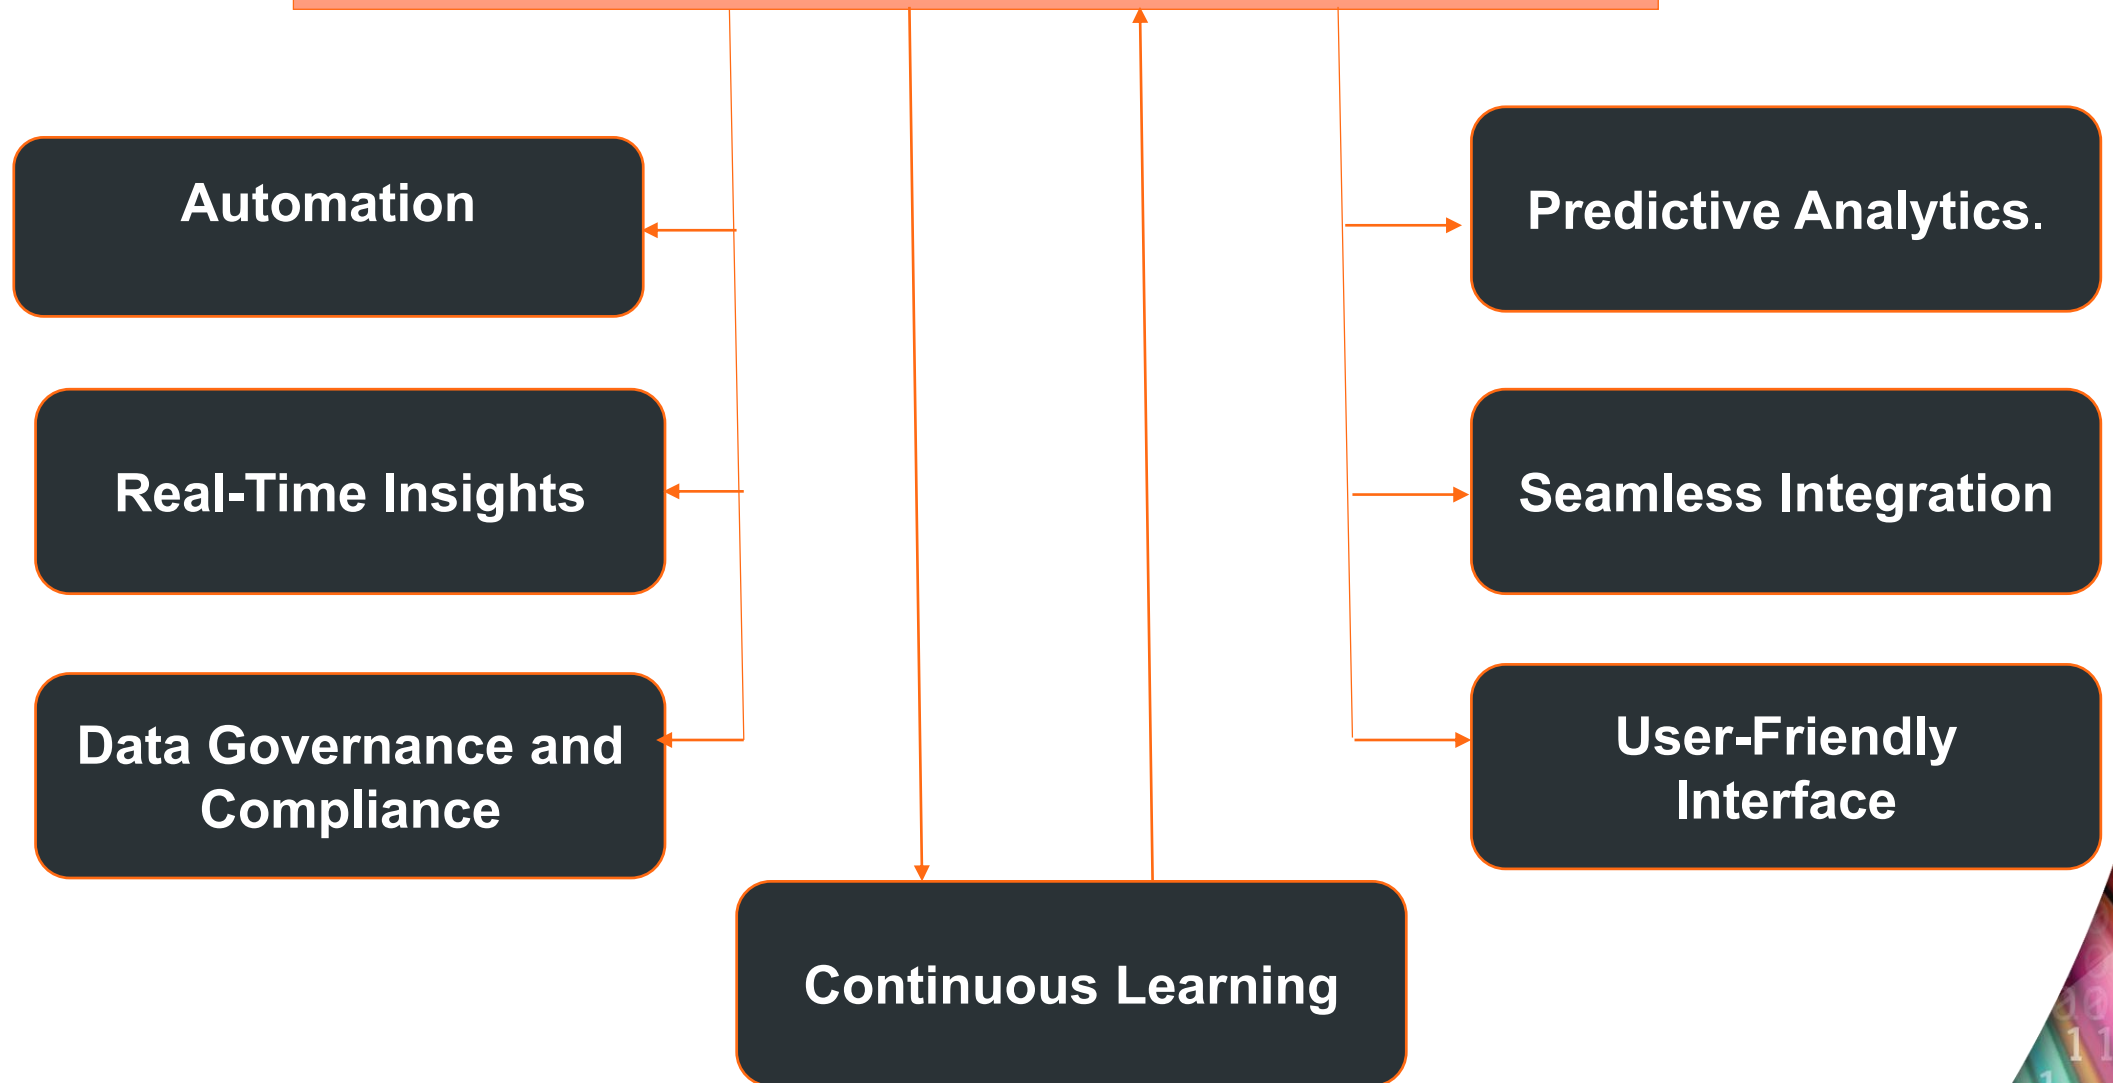 Automation
Predictive Analytics.
Real-Time Insights
Seamless Integration
Data Governance and
Compliance
User-Friendly
Interface
Continuous Learning